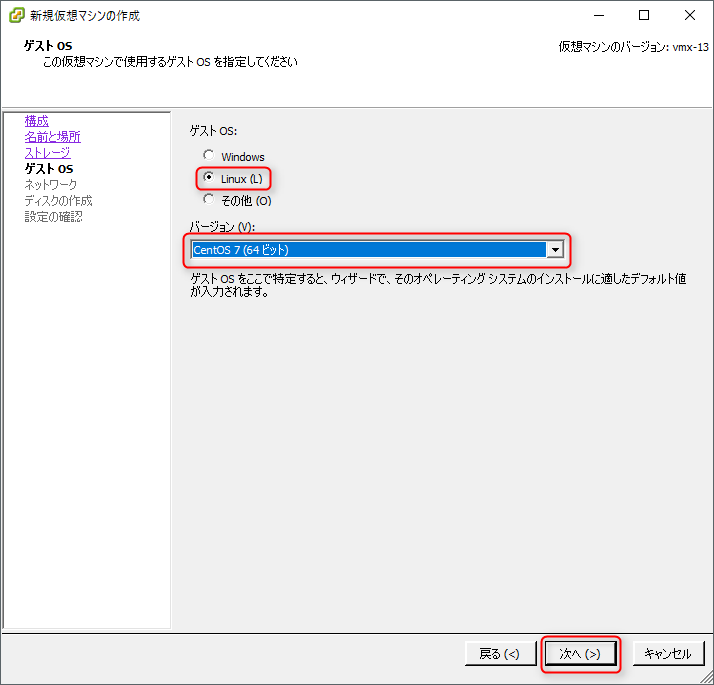 新規仮想マシンの作成
ゲスト OS
この仮想マシンで使用するゲスト OS を指定してください
仮想マシンのバージョン: vmx-13
構成
名前と場所
ストレージ
ゲスト OS
ネットワーク
ディスクの作成
設定の確認
ゲスト OS:
Windows
Linux (L)
その他 (O)
バージョン (V):
CentOS 7 (64 ビット)
ゲスト OS をここで特定すると、ウィザードで、そのオペレーティング システムのインストールに適したデフォルト値
が入力されます。
戻る (<)
次へ (>)
キャンセル